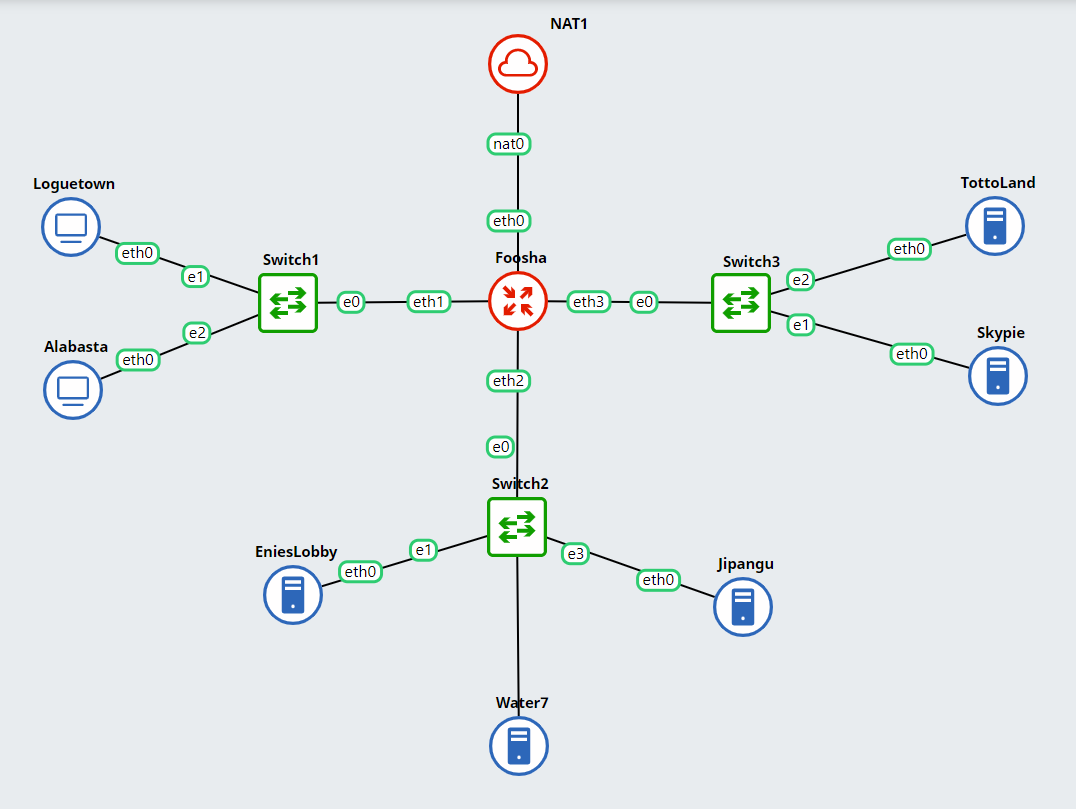 NAT1
nat0
Loguetown
TottoLand
eth0
eth0
eth0
Foosha
Switch1
Switch3
e1
e2
e0
eth1
eth3
e0
e2
e1
Skypie
Alabasta
eth0
eth0
eth2
e0
Switch2
EniesLobby
e1
e3
Jipangu
eth0
eth0
Water7